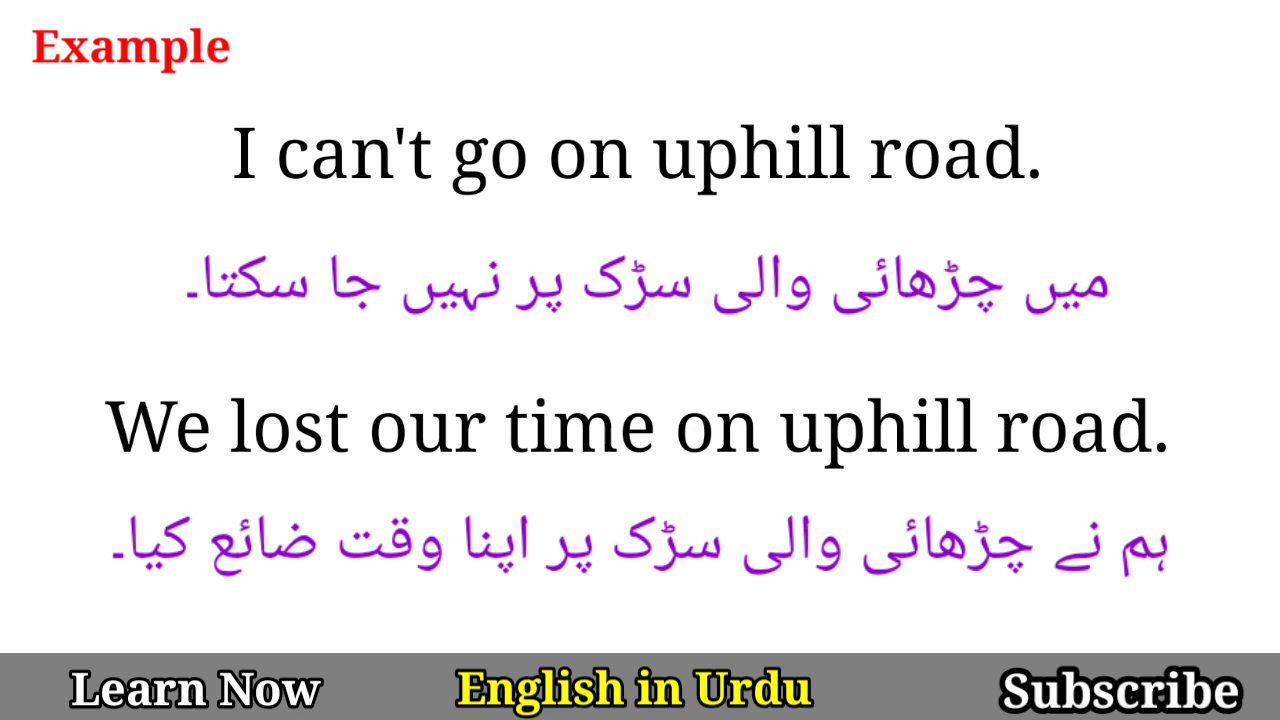 Example
I can't go on uphill road.
میں چڑھائی والی سڑک پر نہیں جا سکتا۔
We lost our time on uphill road.
ہم نے چڑھائی والی سڑک پر اپنا وقت ضائع کیا۔
Learn Now English in Urdu Subscribe